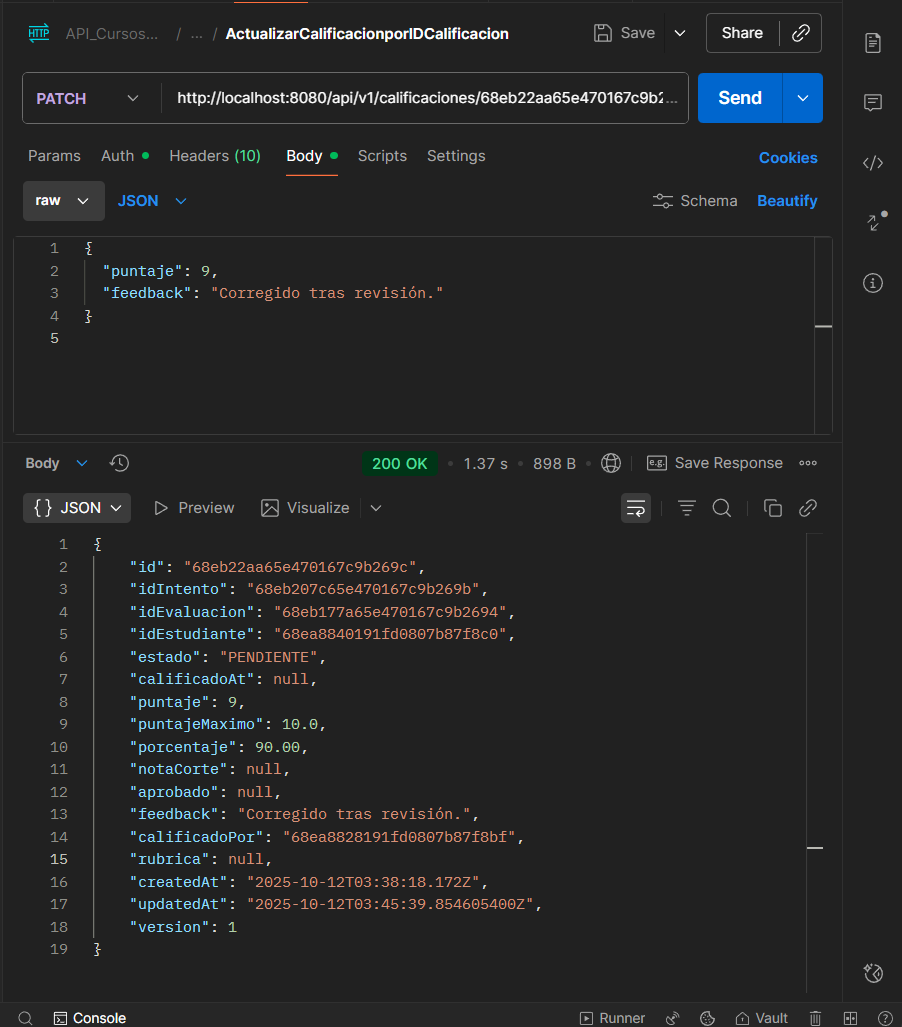 HTTP API_Cursos... / ... / ActualizarCalificacionporIDCalificacion Save Share
PATCH http://localhost:8080/api/v1/calificaciones/68eb22aa65e470167c9b2... Send
Params Auth Headers (10) Body Scripts Settings Cookies
raw JSON Schema Beautify
1 {
2 "puntaje": 9,
3 "feedback": "Corregido tras revisión."
4 }
5
Body 200 OK • 1.37 s • 898 B • e.g. Save Response
{} JSON Preview Visualize
1 {
2 "id": "68eb22aa65e470167c9b269c",
3 "idIntento": "68eb207c65e470167c9b269b",
4 "idEvaluacion": "68eb177a65e470167c9b2694",
5 "idEstudiante": "68ea8840191fd0807b87f8c0",
6 "estado": "PENDIENTE",
7 "calificadoAt": null,
8 "puntaje": 9,
9 "puntajeMaximo": 10.0,
10 "porcentaje": 90.00,
11 "notaCorte": null,
12 "aprobado": null,
13 "feedback": "Corregido tras revisión.",
14 "calificadoPor": "68ea8828191fd0807b87f8bf",
15 "rubrica": null,
16 "createdAt": "2025-10-12T03:38:18.172Z",
17 "updatedAt": "2025-10-12T03:45:39.854605400Z",
18 "version": 1
19 }
Console Runner Vault